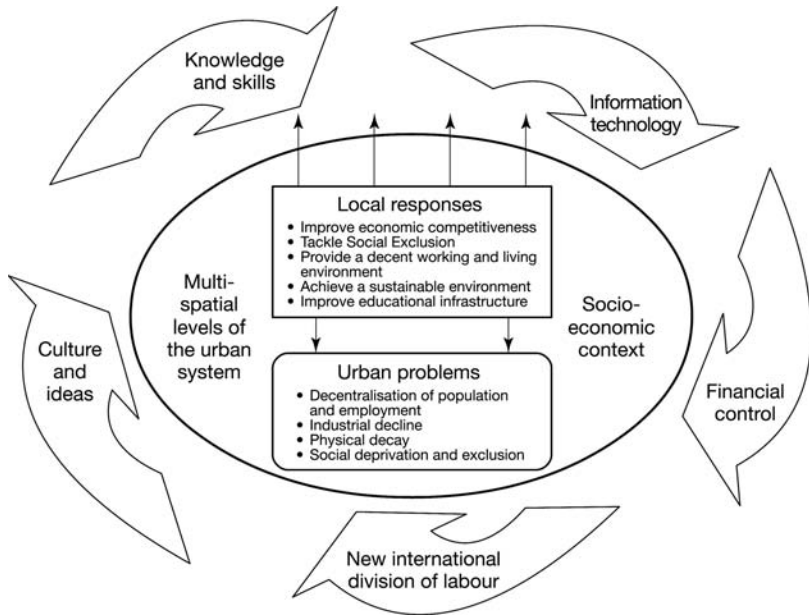 Knowledge
and skills
Information
technology
Local responses
• Improve economic competitiveness
• Tackle Social Exclusion
• Provide a decent working and living
environment
• Achieve a sustainable environment
• Improve educational infrastructure
Multi-
spatial
levels of
the urban
system
Socio-
economic
context
Culture
and
ideas
Urban problems
• Decentralisation of population
and employment
• Industrial decline
• Physical decay
• Social deprivation and exclusion
Financial
control
New international
division of labour